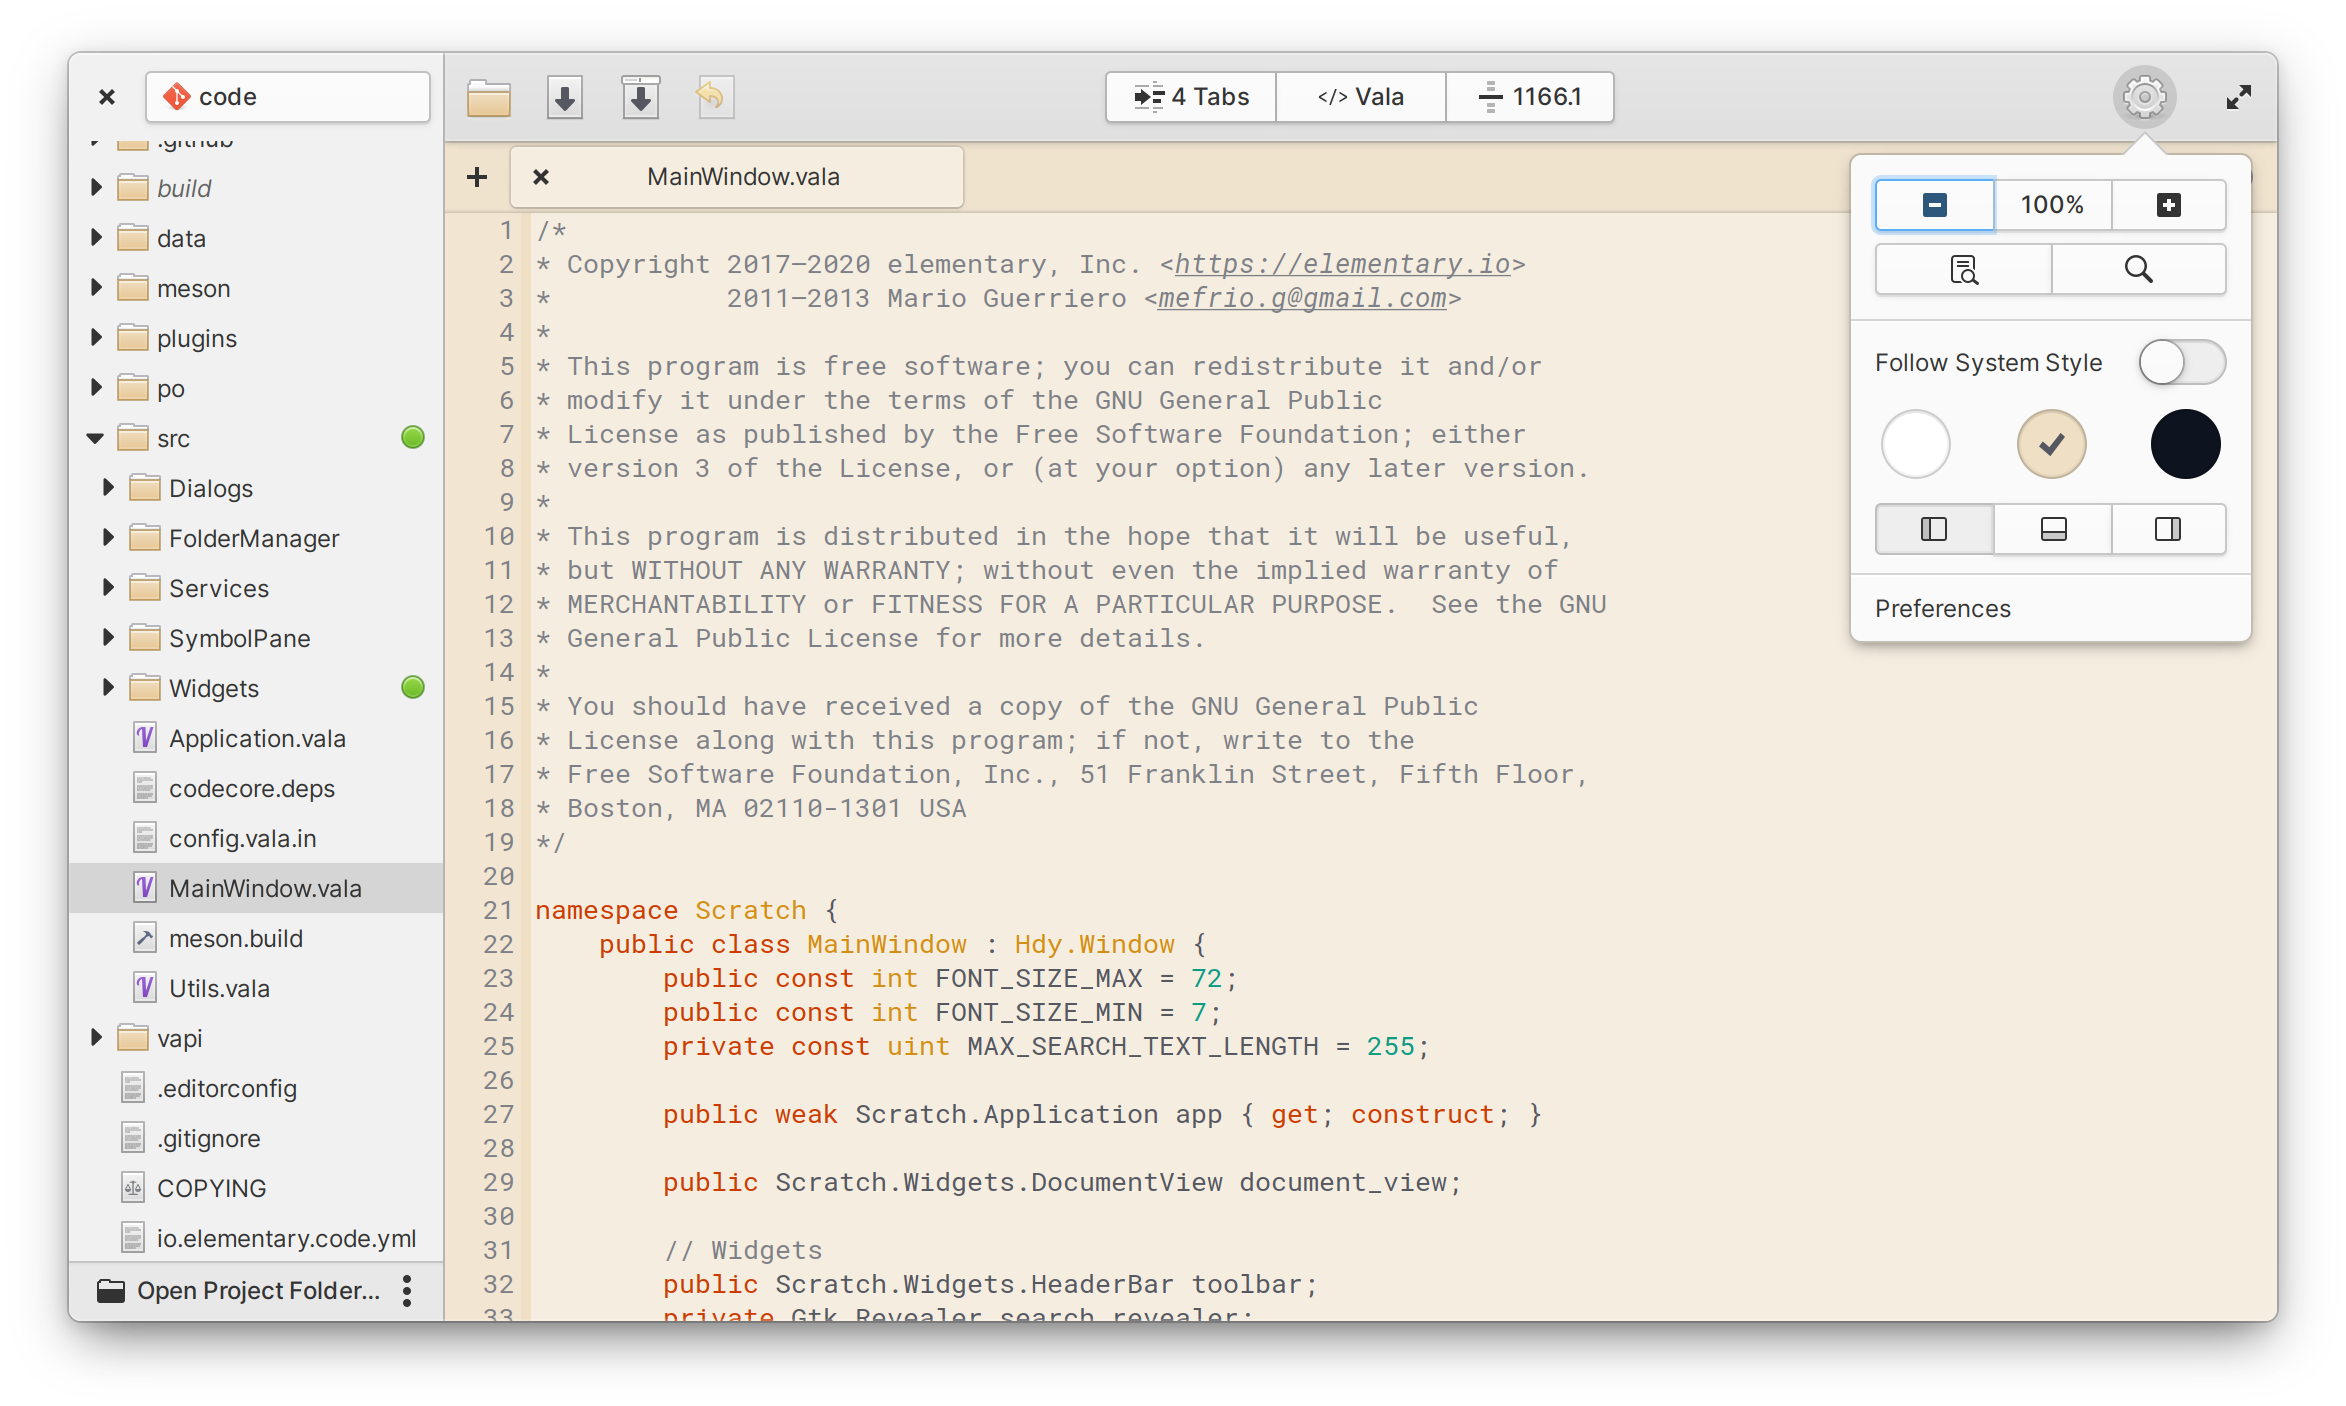 code
4 Tabs
</> Vala
1166.1
.github
build
data
meson
plugins
po
src
Dialogs
FolderManager
Services
SymbolPane
Widgets
Application.vala
codecore.deps
config.vala.in
MainWindow.vala
meson.build
Utils.vala
vapi
.editorconfig
.gitignore
COPYING
io.elementary.code.yml
Open Project Folder...
MainWindow.vala
1 /*
2 * Copyright 2017–2020 elementary, Inc. <https://elementary.io>
3 *           2011–2013 Mario Guerriero <mefrio.g@gmail.com>
4 *
5 * This program is free software; you can redistribute it and/or
6 * modify it under the terms of the GNU General Public
7 * License as published by the Free Software Foundation; either
8 * version 3 of the License, or (at your option) any later version.
9 *
10 * This program is distributed in the hope that it will be useful,
11 * but WITHOUT ANY WARRANTY; without even the implied warranty of
12 * MERCHANTABILITY or FITNESS FOR A PARTICULAR PURPOSE.  See the GNU
13 * General Public License for more details.
14 *
15 * You should have received a copy of the GNU General Public
16 * License along with this program; if not, write to the
17 * Free Software Foundation, Inc., 51 Franklin Street, Fifth Floor,
18 * Boston, MA 02110-1301 USA
19 */
20
21 namespace Scratch {
22     public class MainWindow : Hdy.Window {
23         public const int FONT_SIZE_MAX = 72;
24         public const int FONT_SIZE_MIN = 7;
25         private const uint MAX_SEARCH_TEXT_LENGTH = 255;
26
27         public weak Scratch.Application app { get; construct; }
28
29         public Scratch.Widgets.DocumentView document_view;
30
31         // Widgets
32         public Scratch.Widgets.HeaderBar toolbar;
33         private Gtk.Revealer search_revealer;
100%
Follow System Style
Preferences